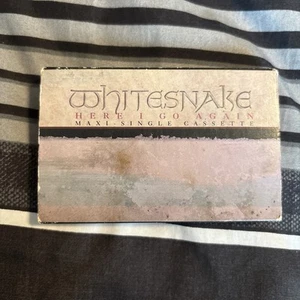 WHITESNAKE
HERE I GO AGAIN
MAXI SINGLE CASSETTE